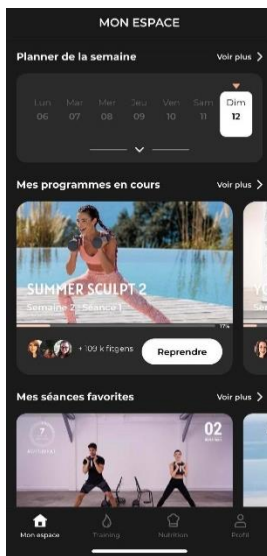 MON ESPACE
Planner de la semaine
Voir plus
Lun Mar Mer Jeu Ven Sam Dim
06 07 08 09 10 11 12
Mes programmes en cours
Voir plus
SUMMER SCULPT 2
Semaine 2 · Séance 1
17%
+ 109 k fitgens
Reprendre
Mes séances favorites
Voir plus
7
02
Mon espace
Training
Nutrition
Profil